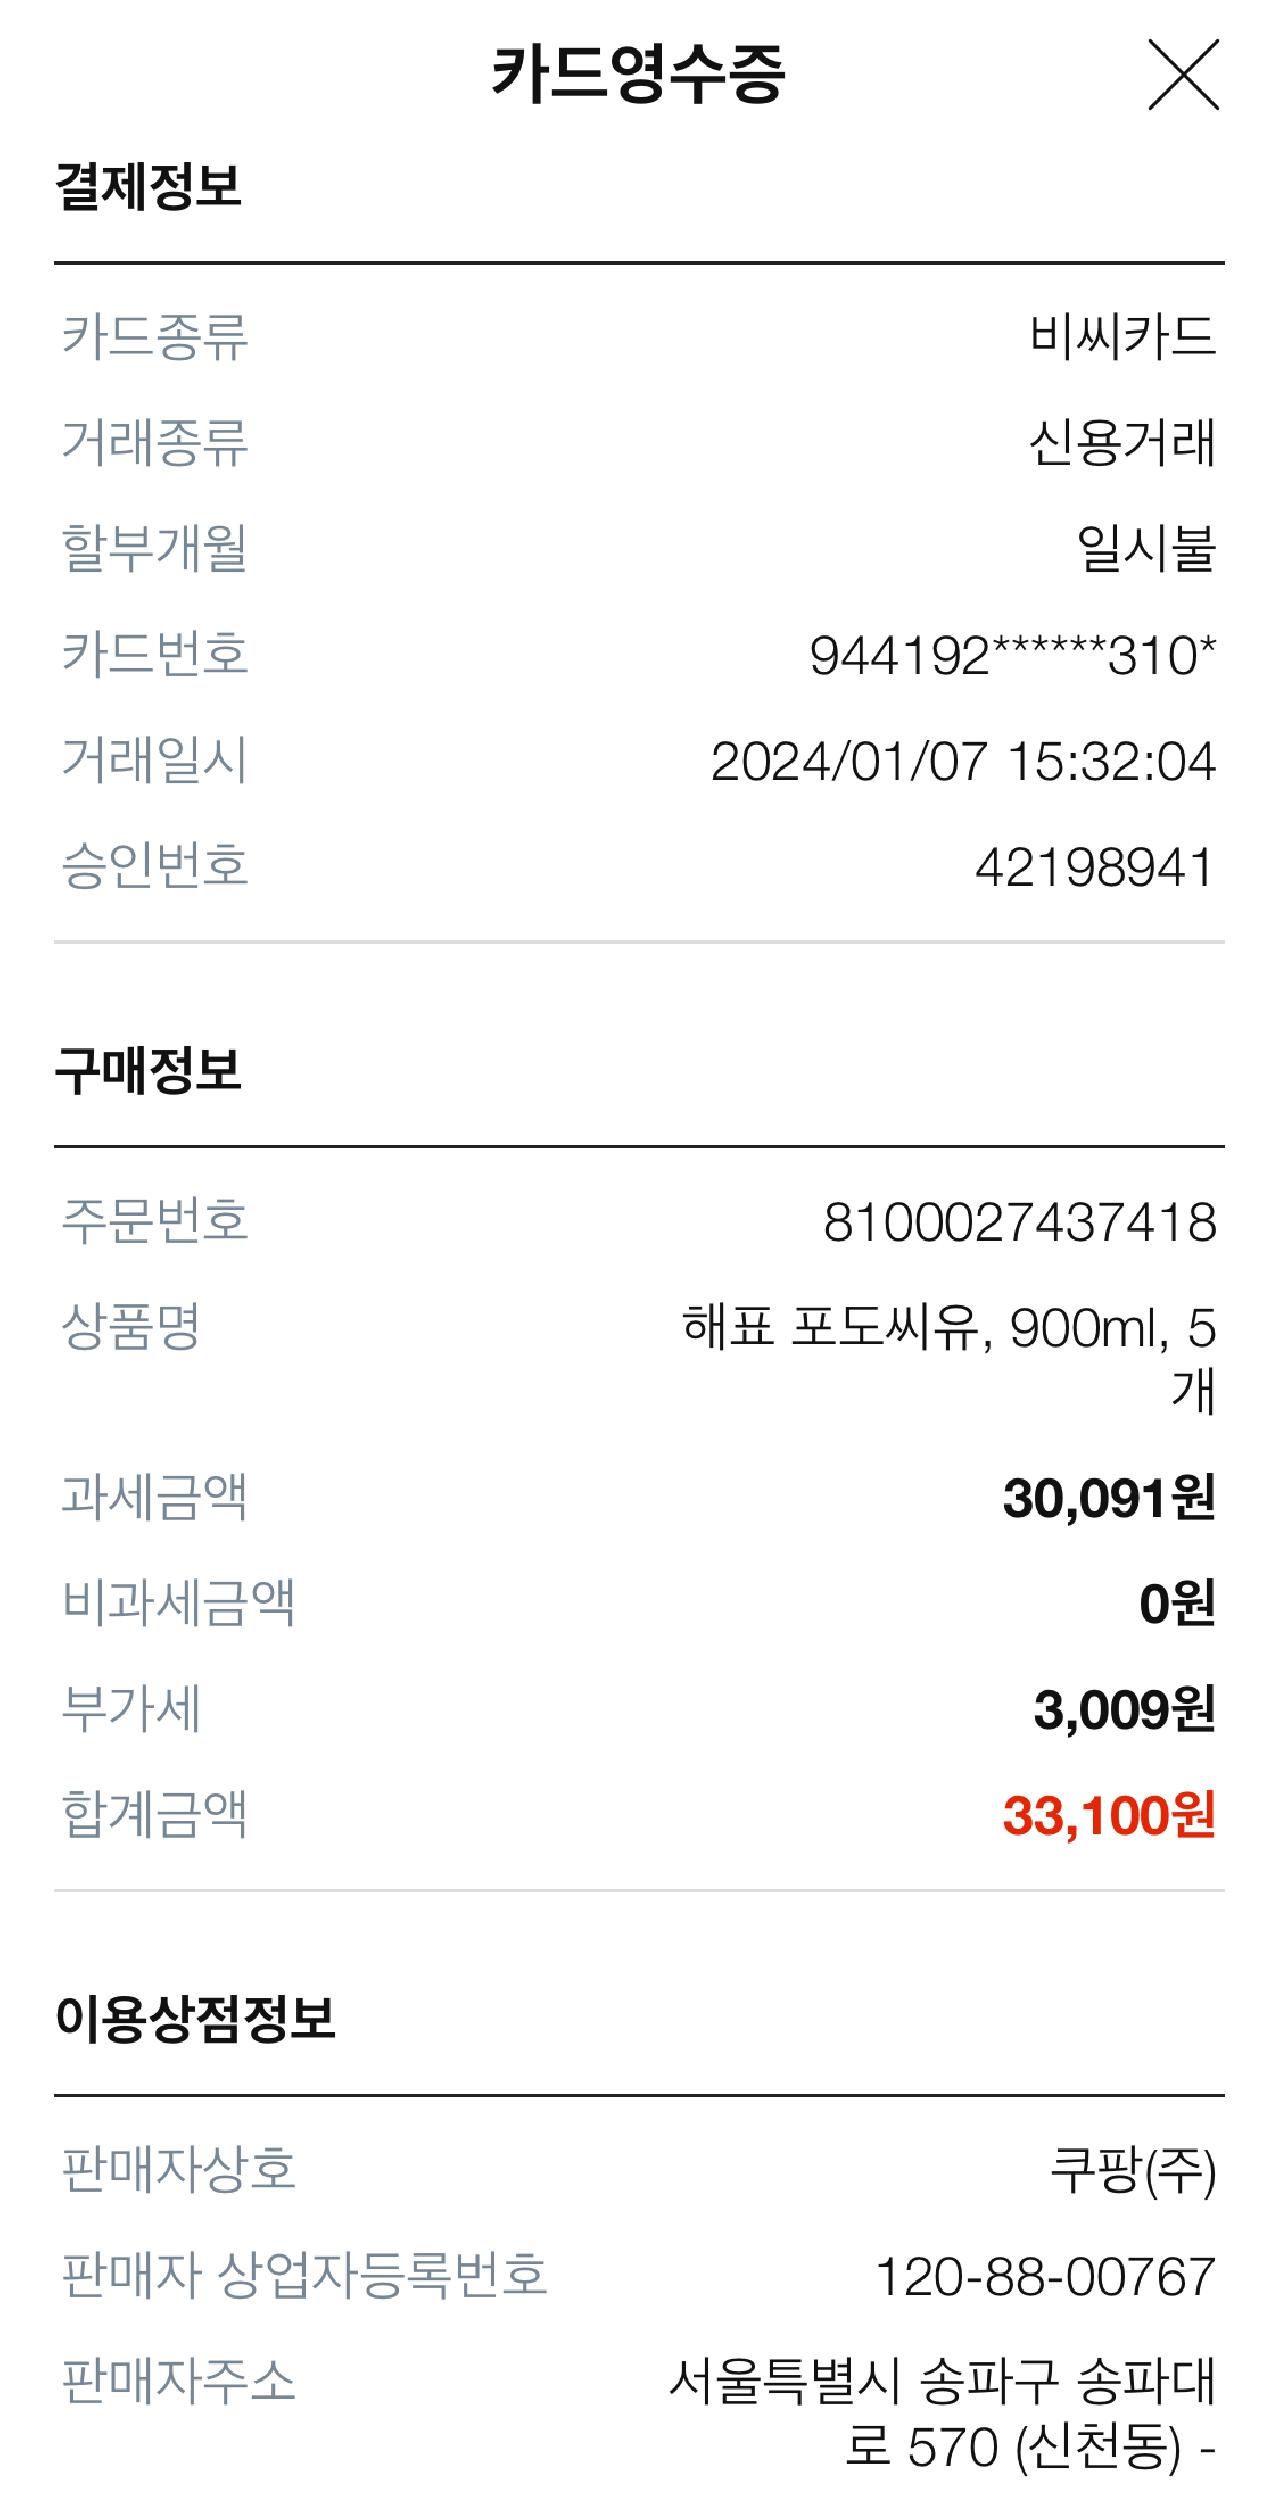 카드영수증
결제정보
카드종류 비씨카드
거래종류 신용거래
할부개월 일시불
카드번호 944192******310*
거래일시 2024/01/07 15:32:04
승인번호 42198941
구매정보
주문번호 8100027437418
상품명 해표 포도씨유, 900ml, 5
개
과세금액 30,091원
비과세금액 0원
부가세 3,009원
합계금액 33,100원
이용상점정보
판매자상호 쿠팡(주)
판매자 상업자등록번호 120-88-00767
판매자주소 서울특별시 송파구 송파대
로 570 (신천동) -